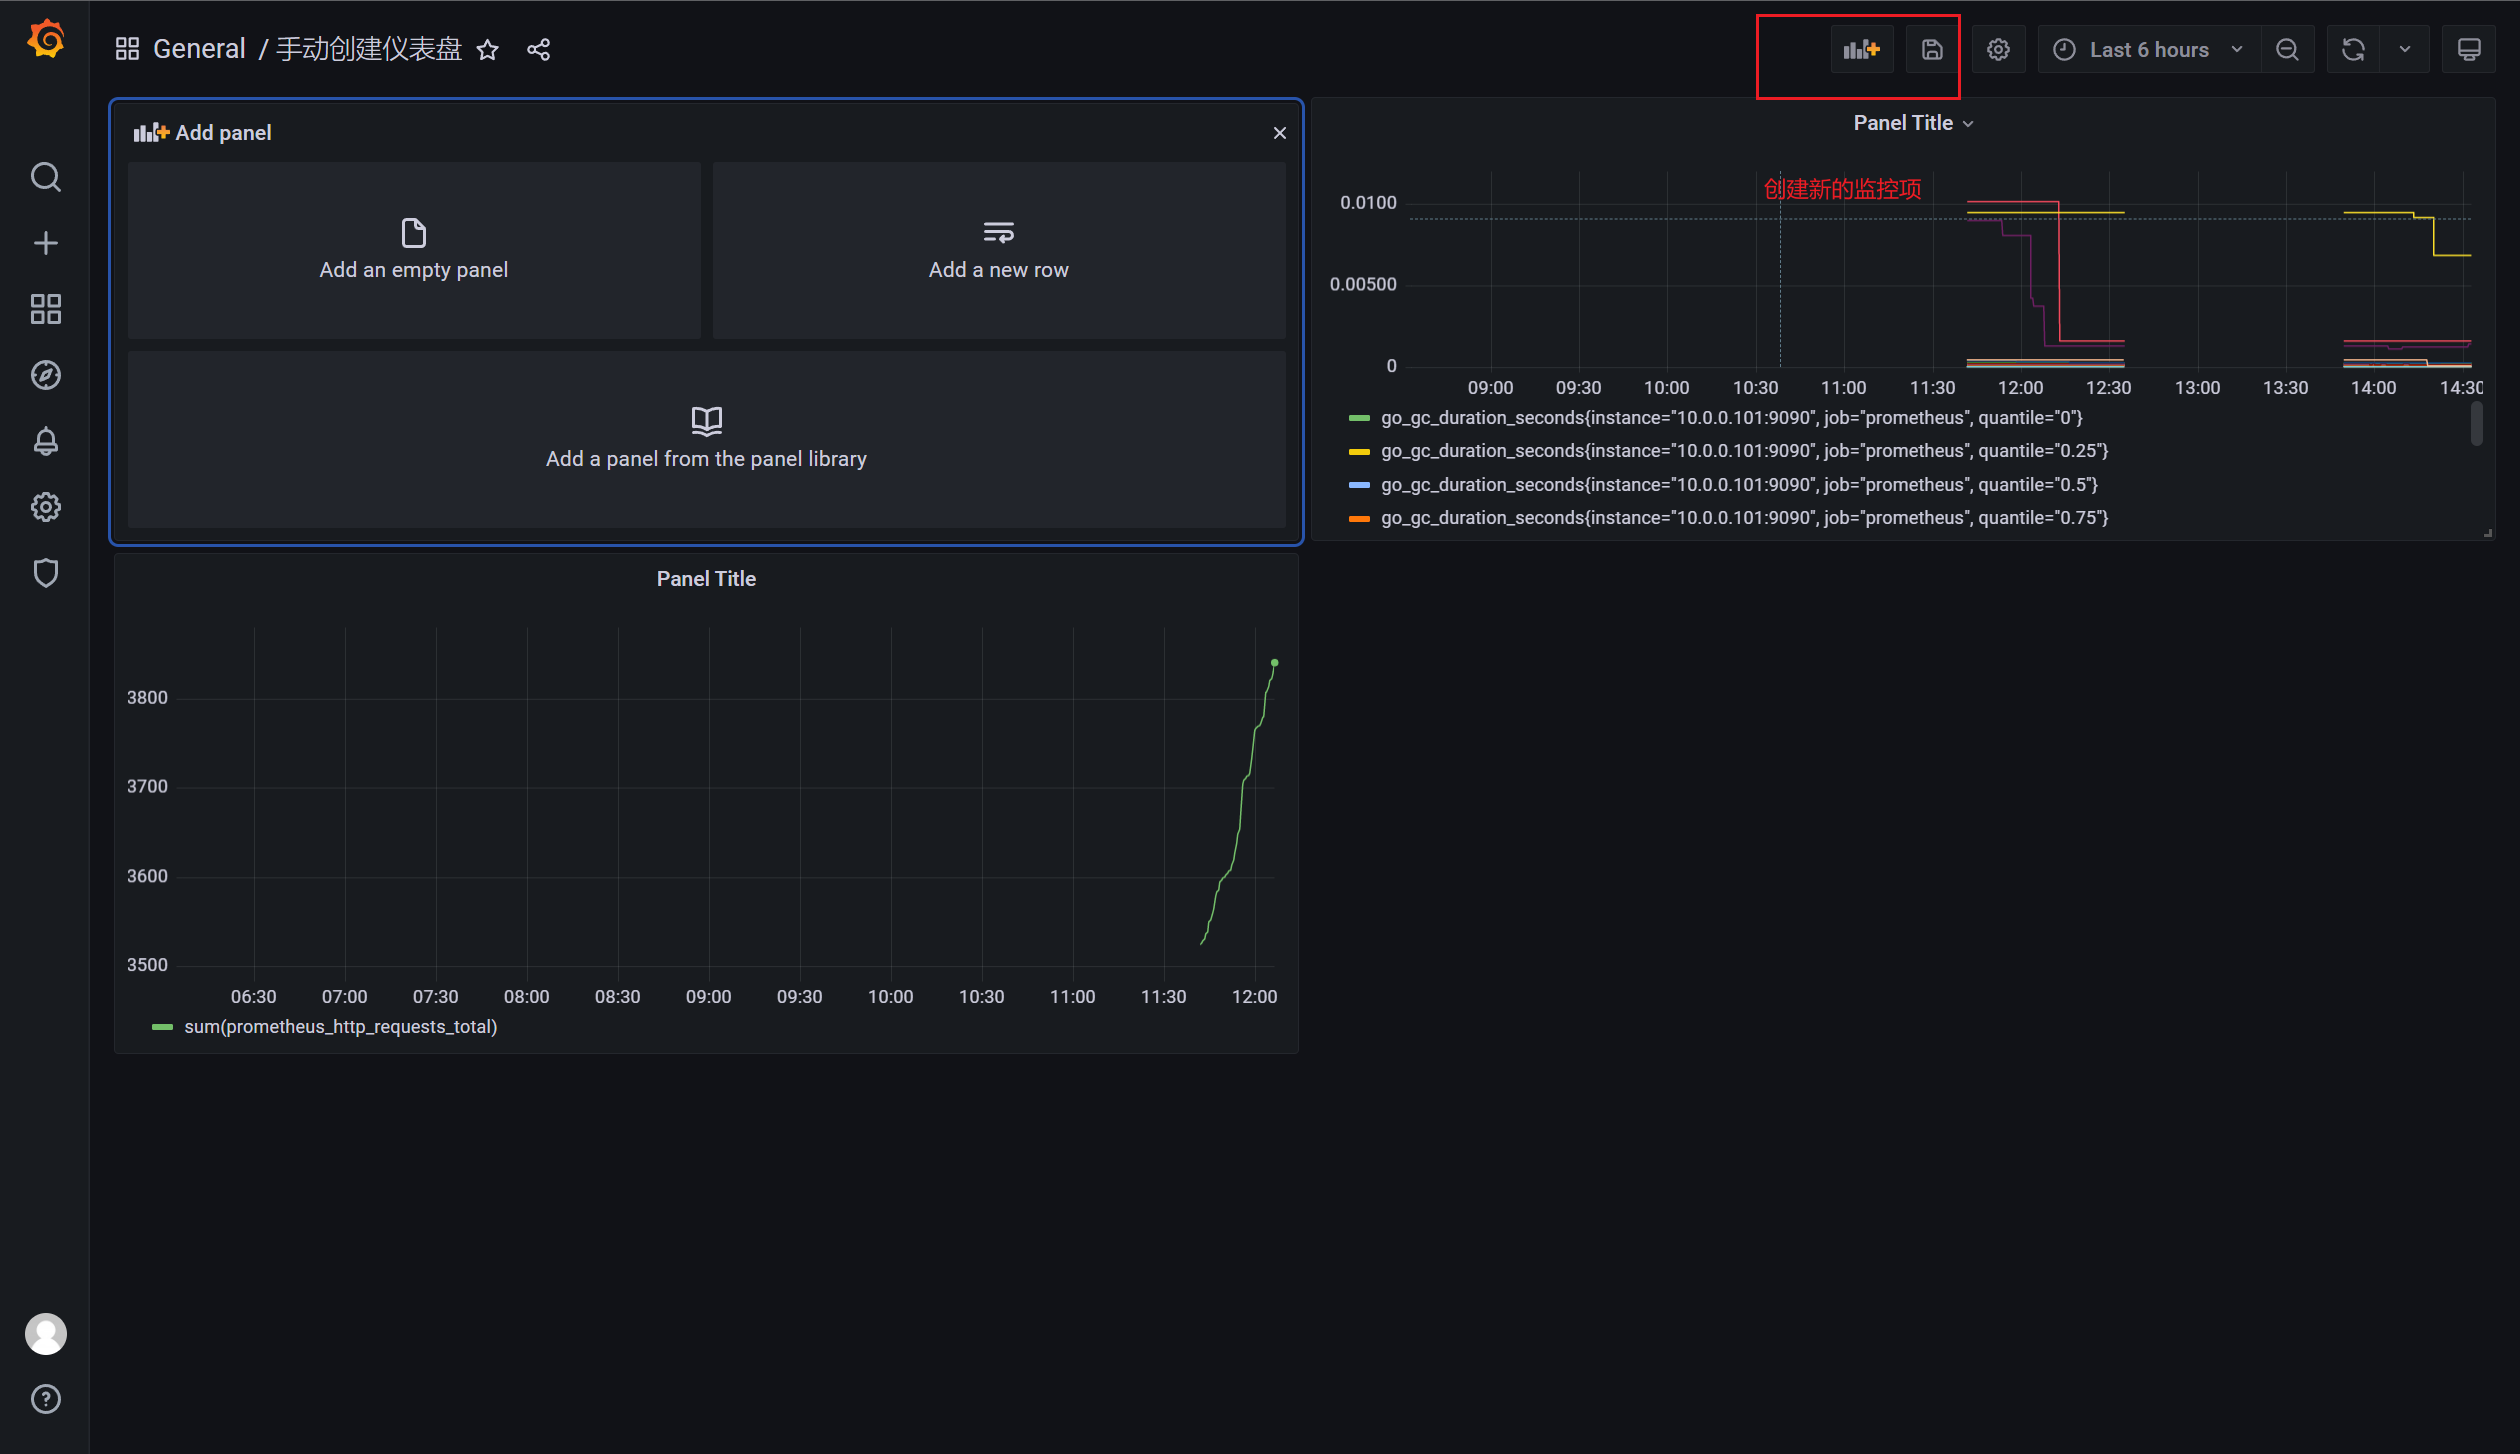 General / 手动创建仪表盘
Last 6 hours
Add panel
Add an empty panel
Add a new row
Add a panel from the panel library
Panel Title
创建新的监控项
0.0100
0.00500
0
09:00 09:30 10:00 10:30 11:00 11:30 12:00 12:30 13:00 13:30 14:00 14:30
go_gc_duration_seconds{instance="10.0.0.101:9090", job="prometheus", quantile="0"}
go_gc_duration_seconds{instance="10.0.0.101:9090", job="prometheus", quantile="0.25"}
go_gc_duration_seconds{instance="10.0.0.101:9090", job="prometheus", quantile="0.5"}
go_gc_duration_seconds{instance="10.0.0.101:9090", job="prometheus", quantile="0.75"}
Panel Title
3800
3700
3600
3500
06:30 07:00 07:30 08:00 08:30 09:00 09:30 10:00 10:30 11:00 11:30 12:00
sum(prometheus_http_requests_total)